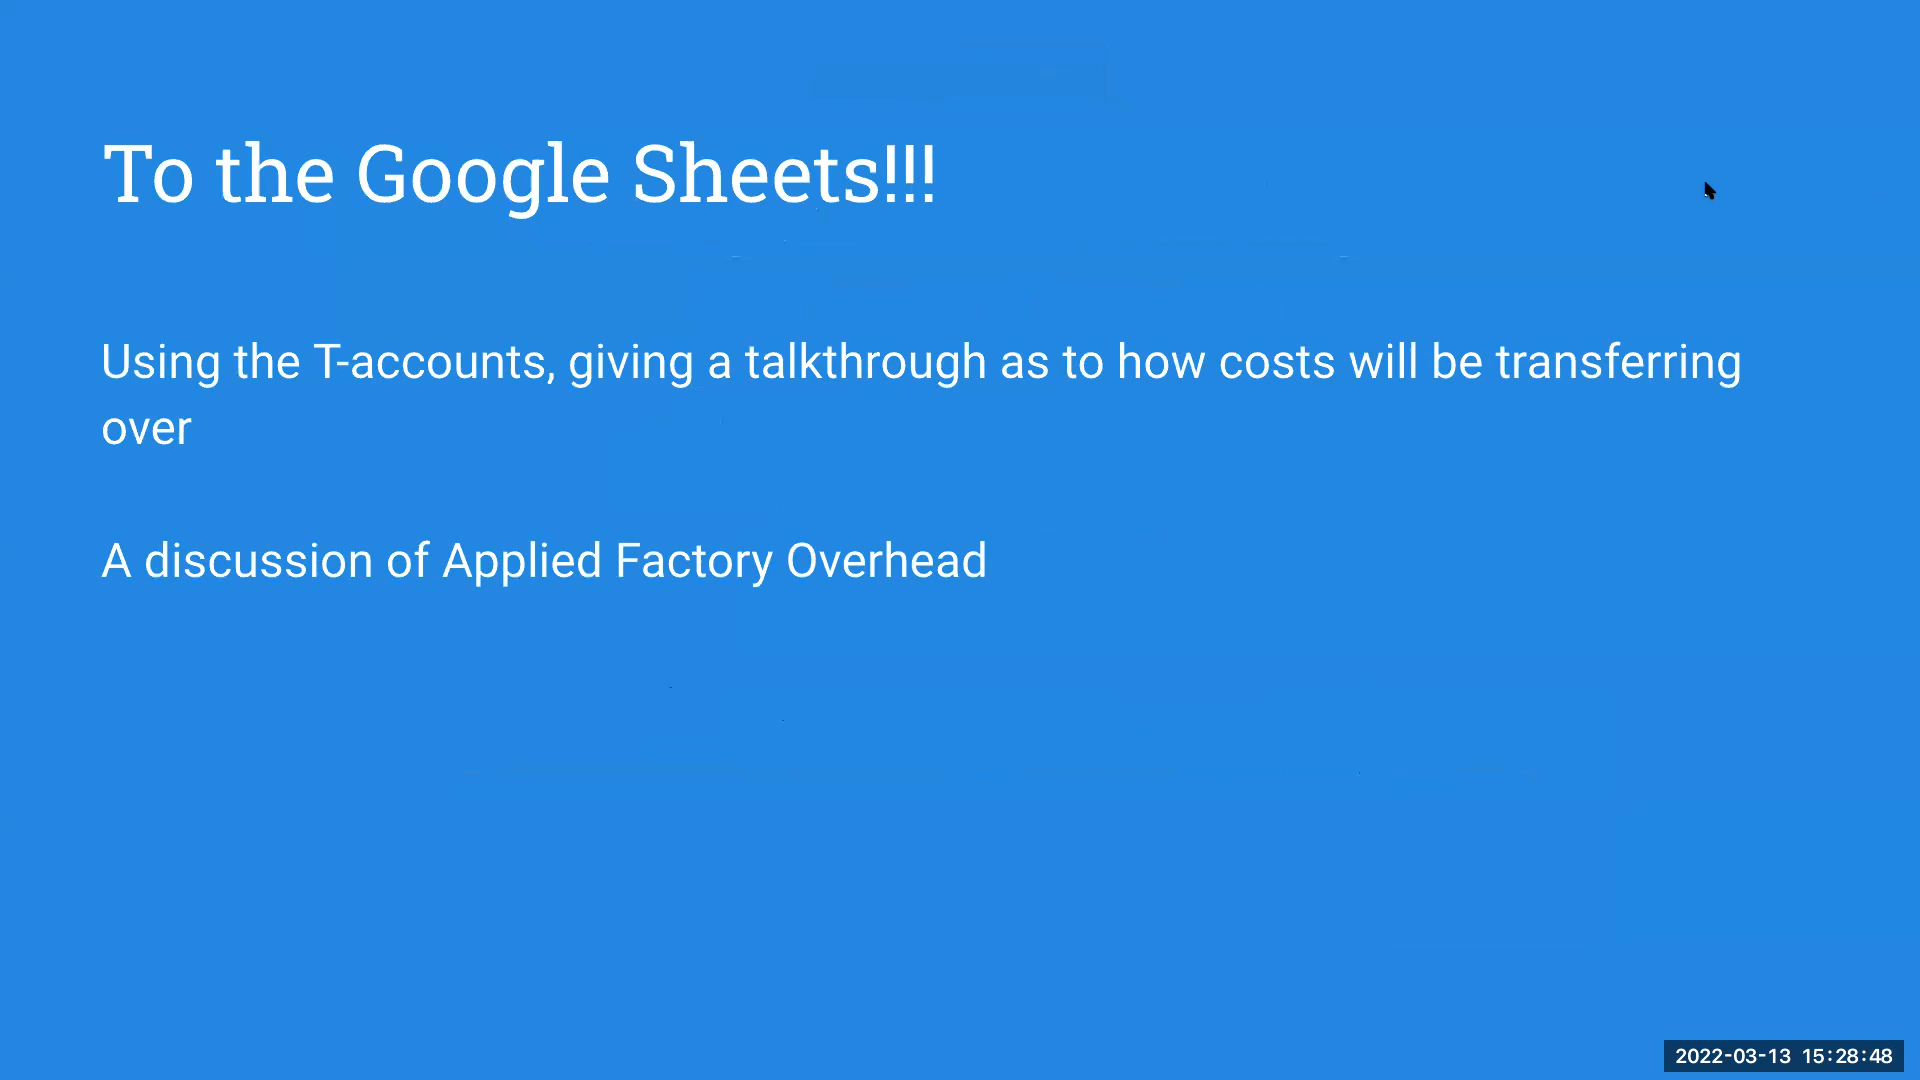 To the Google Sheets!!!
Using the T-accounts, giving a talkthrough as to how costs will be transferring
over
A discussion of Applied Factory Overhead
2022-03-13 15:28:48